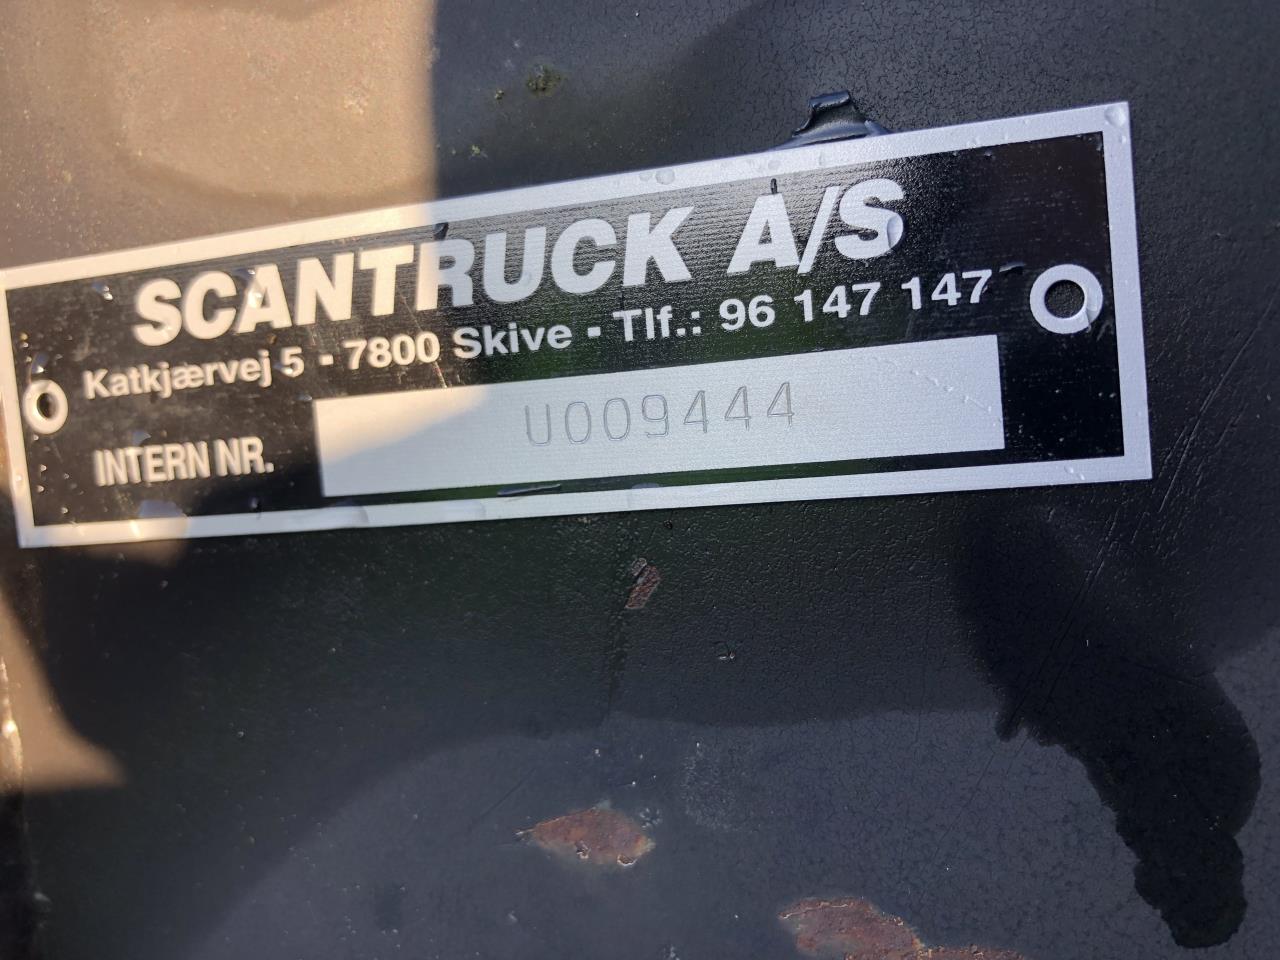 SCANTRUCK A/S
Katkjærvej 5 - 7800 Skive - Tlf.: 96 147 147
INTERN NR. U009444